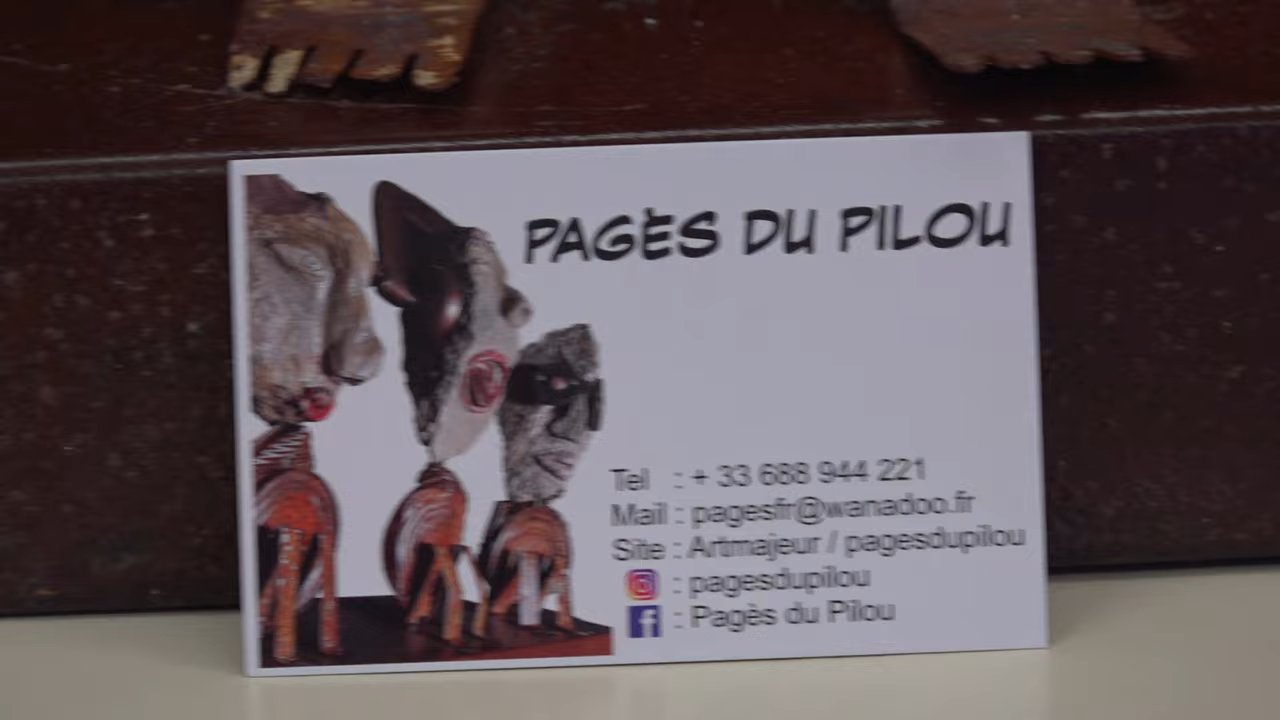 PAGÈS DU PILOU
Tel : + 33 688 944 221
Mail : pagesfr@wanadoo.fr
Site : Artmajeur / pagesdupilou
: pagesdupilou
: Pagès du Pilou